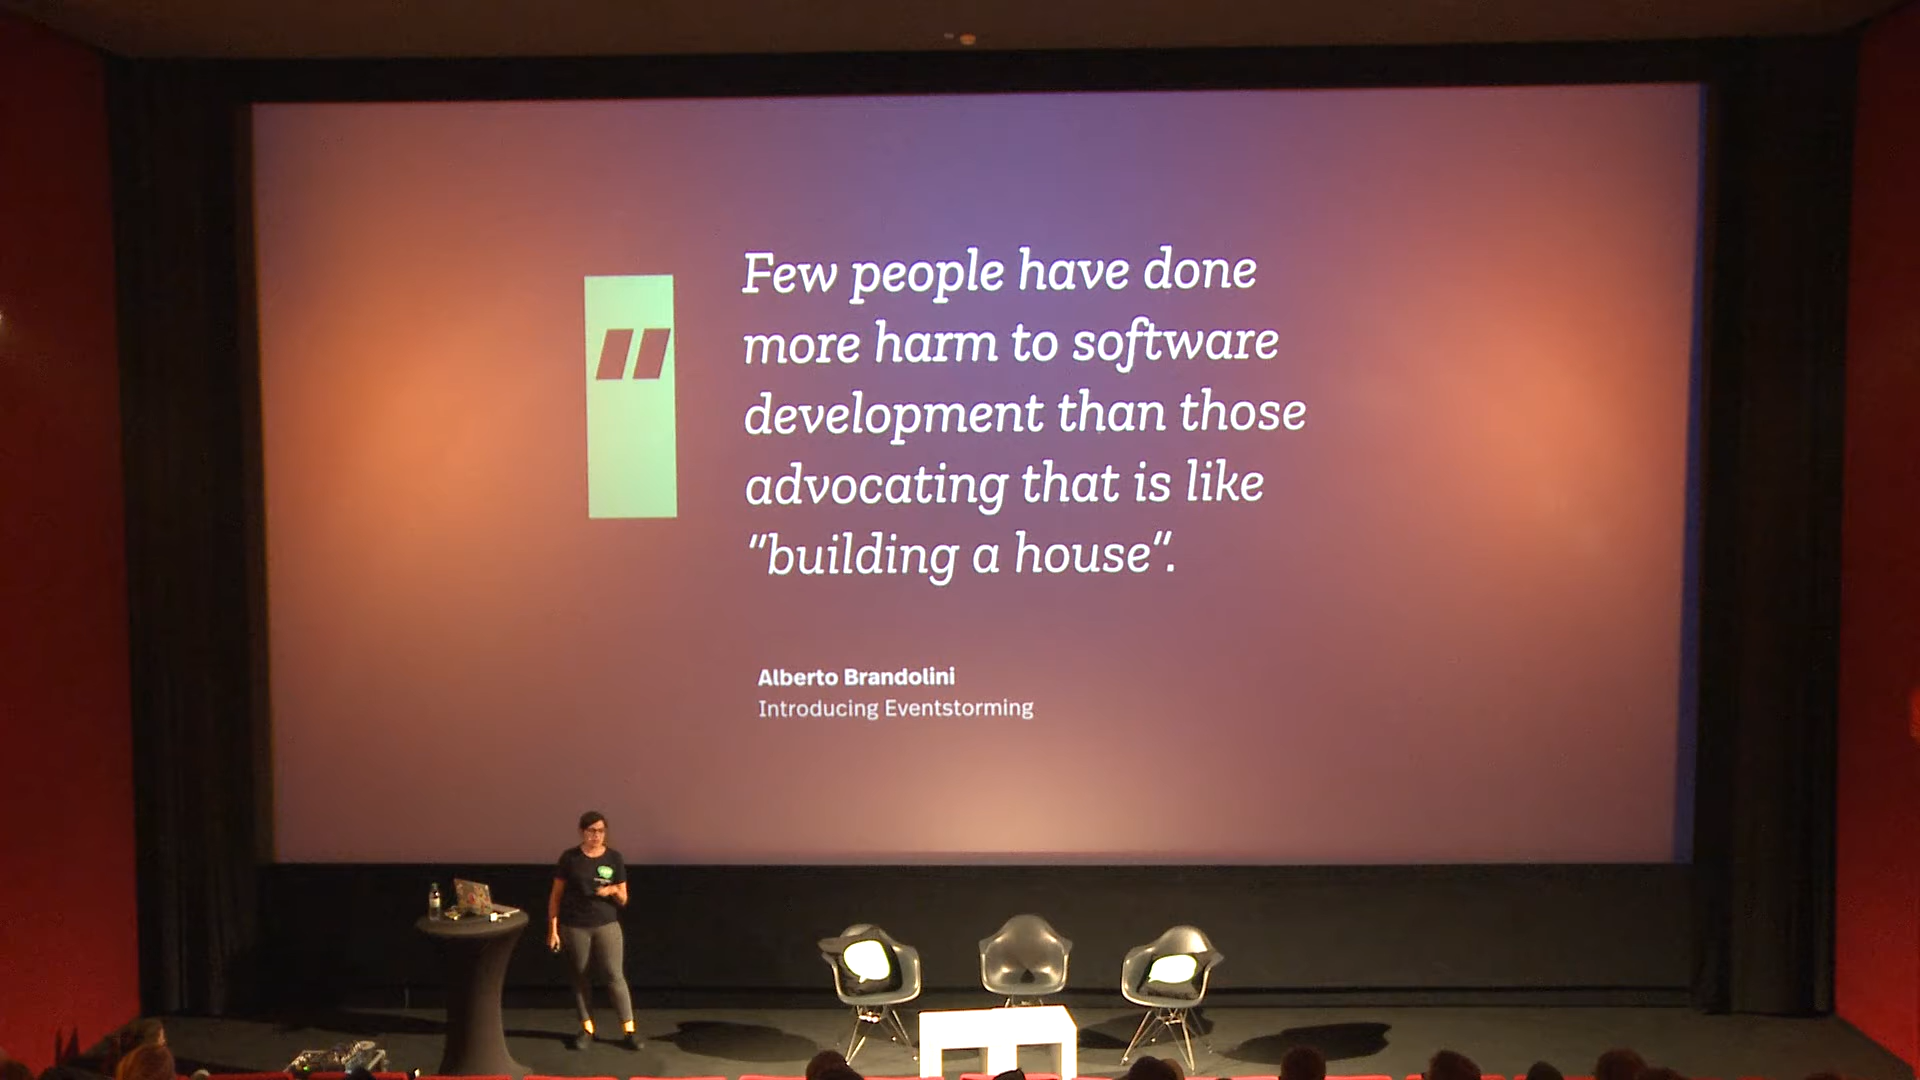 "
Few people have done
more harm to software
development than those
advocating that is like
"building a house".
Alberto Brandolini
Introducing Eventstorming